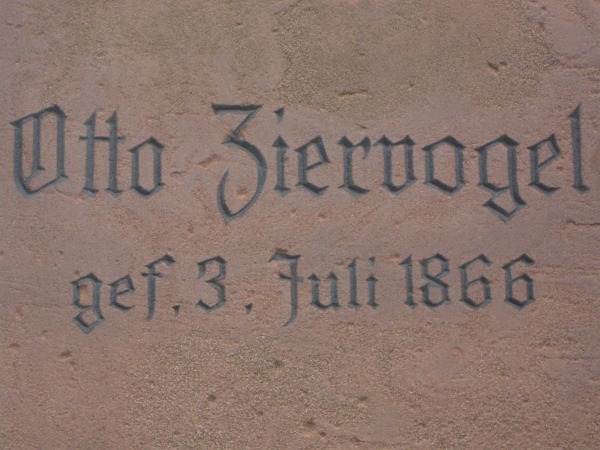 Otto Ziervogel
gef. 3. Juli 1866